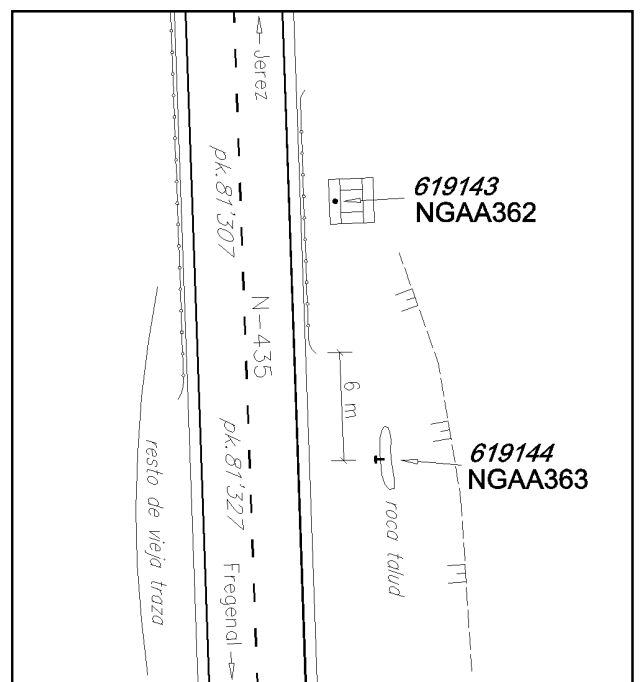 Jerez
pk.81'307
619143
NGAA362
N-435
6 m
pk.81'327
619144
NGAA363
resto de vieja traza
roca talud
Fregenal